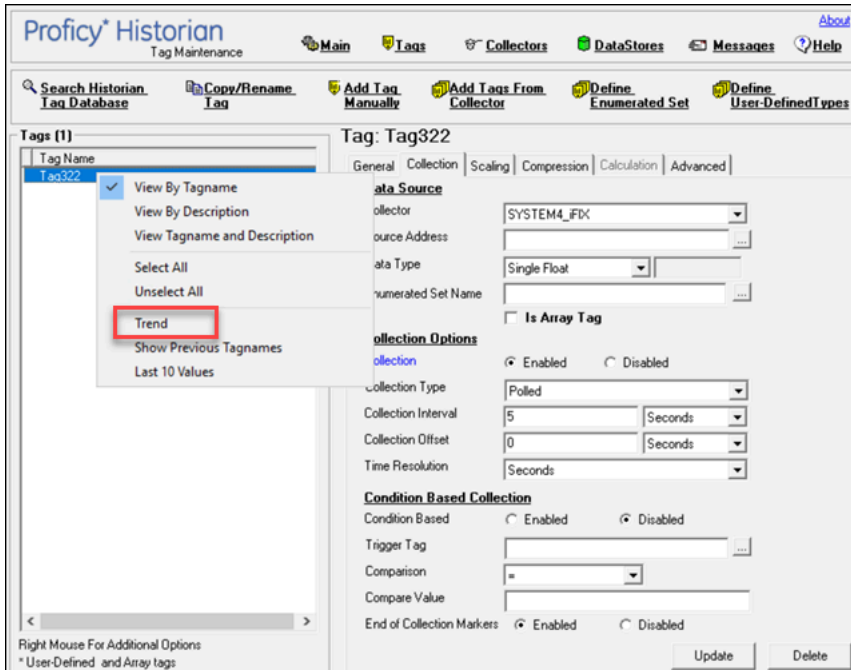 About
Proficy* Historian
Tag Maintenance
Main
Tags
Collectors
DataStores
Messages
Help
Search Historian
Tag Database
Copy/Rename
Tag
Add Tag
Manually
Add Tags From
Collector
Define
Enumerated Set
Define
User-DefinedTypes
Tags (1)
Tag Name
Tag322
View By Tagname
View By Description
View Tagname and Description
Select All
Unselect All
Trend
Show Previous Tagnames
Last 10 Values
Right Mouse For Additional Options
* User-Defined and Array tags
Tag: Tag322
General Collection Scaling Compression Calculation Advanced
ata Source
ollector SYSTEM4_iFIX
ource Address ...
ata Type Single Float
numerated Set Name ...
Is Array Tag
ollection Options
ollection Enabled Disabled
Collection Type Polled
Collection Interval 5 Seconds
Collection Offset 0 Seconds
Time Resolution Seconds
Condition Based Collection
Condition Based Enabled Disabled
Trigger Tag ...
Comparison =
Compare Value
End of Collection Markers Enabled Disabled
Update Delete